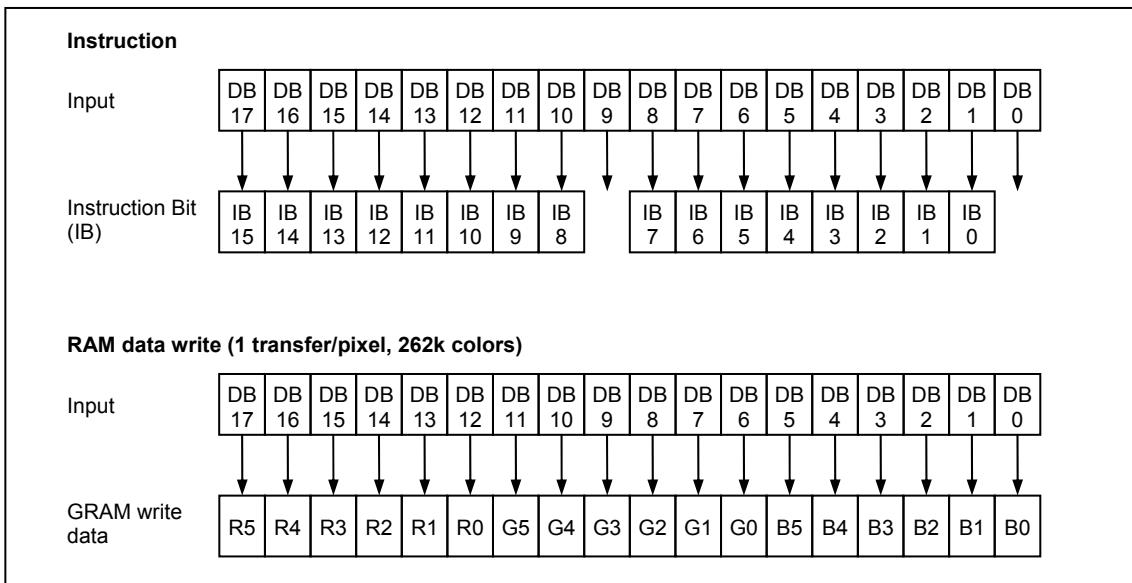 Instruction
Input
DB DB DB DB DB DB DB DB DB DB DB DB DB DB DB DB DB DB
17 16 15 14 13 12 11 10 9 8 7 6 5 4 3 2 1 0
Instruction Bit
(IB)
IB IB IB IB IB IB IB IB IB IB IB IB IB IB IB IB
15 14 13 12 11 10 9 8 7 6 5 4 3 2 1 0
RAM data write (1 transfer/pixel, 262k colors)
Input
DB DB DB DB DB DB DB DB DB DB DB DB DB DB DB DB DB DB
17 16 15 14 13 12 11 10 9 8 7 6 5 4 3 2 1 0
GRAM write
data
R5 R4 R3 R2 R1 R0 G5 G4 G3 G2 G1 G0 B5 B4 B3 B2 B1 B0